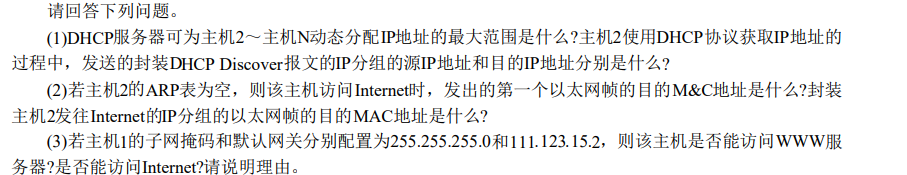 请回答下列问题。
(1)DHCP服务器可为主机2～主机N动态分配IP地址的最大范围是什么?主机2使用DHCP协议获取IP地址的
过程中，发送的封装DHCP Discover报文的IP分组的源IP地址和目的IP地址分别是什么?
(2)若主机2的ARP表为空，则该主机访问Internet时，发出的第一个以太网帧的目的M&C地址是什么?封装
主机2发往Internet的IP分组的以太网帧的目的MAC地址是什么?
(3)若主机1的子网掩码和默认网关分别配置为255.255.255.0和111.123.15.2，则该主机是否能访问WWW服
务器?是否能访问Internet?请说明理由。